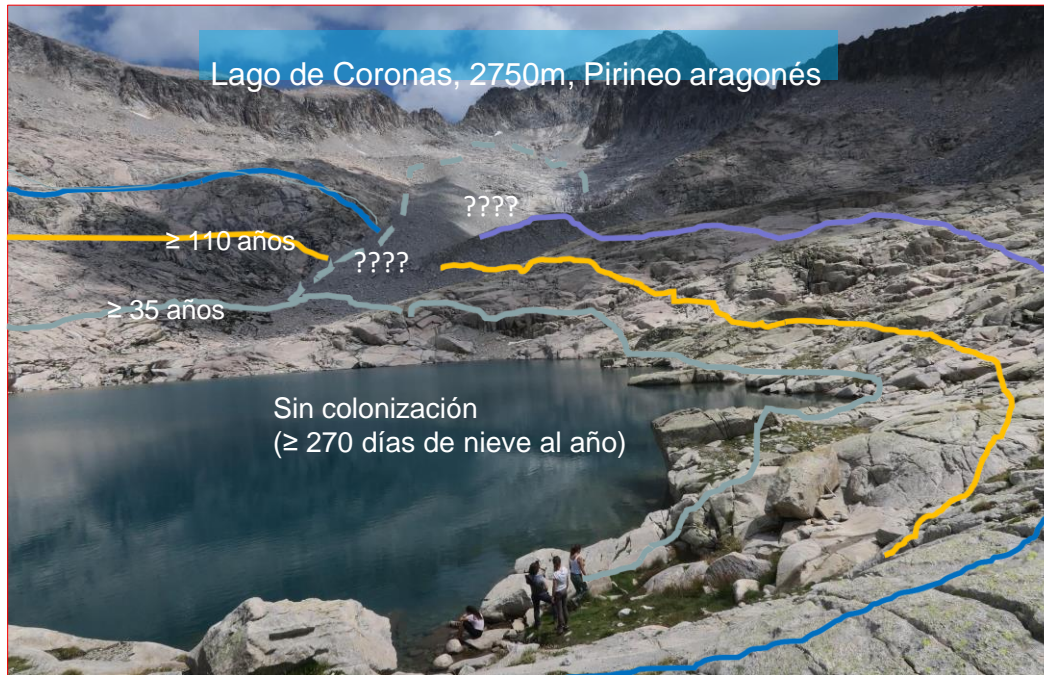 Lago de Coronas, 2750m, Pirineo aragonés
????
≥ 110 años
????
≥ 35 años
Sin colonización
(≥ 270 días de nieve al año)